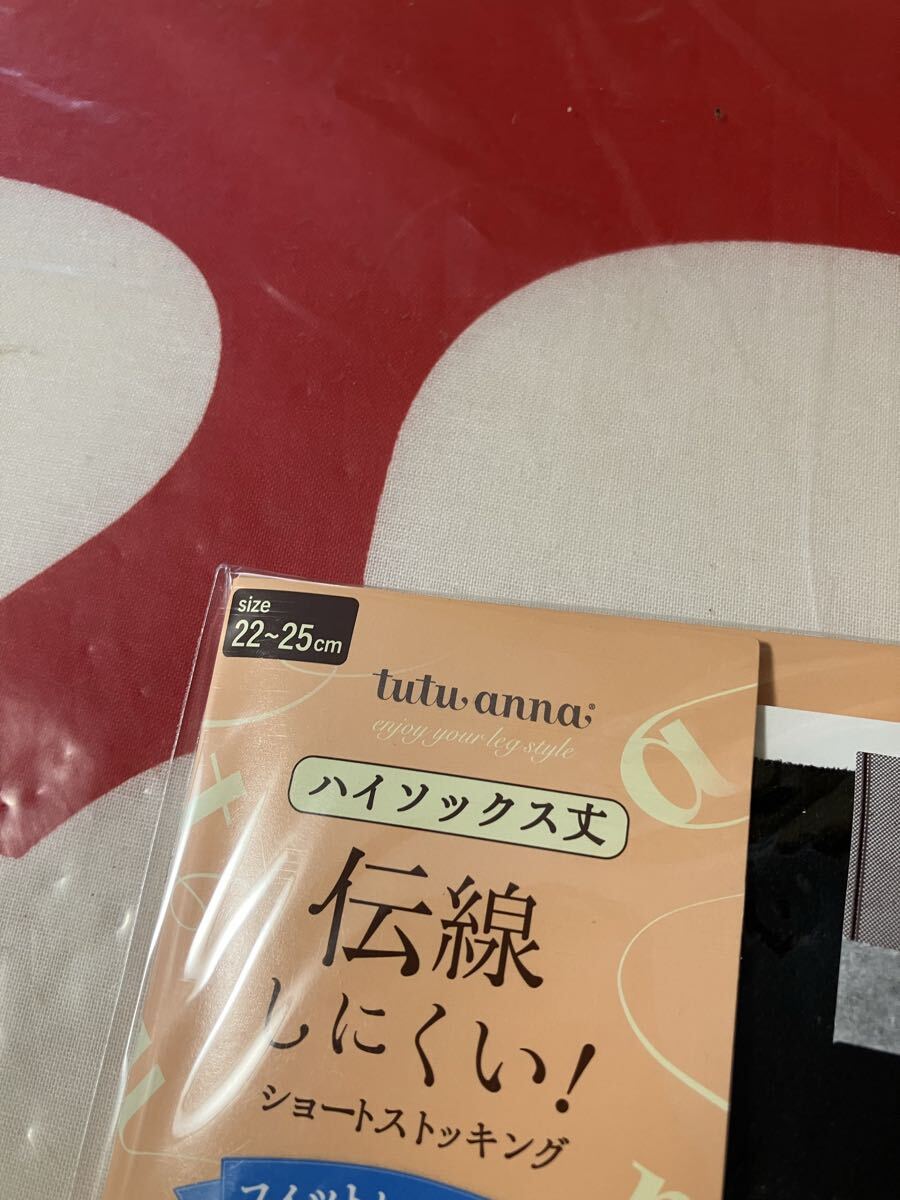 size
22~25cm
tutu anna®
enjoy your leg style
ハイソックス丈
伝線
しにくい!
ショートストッキング